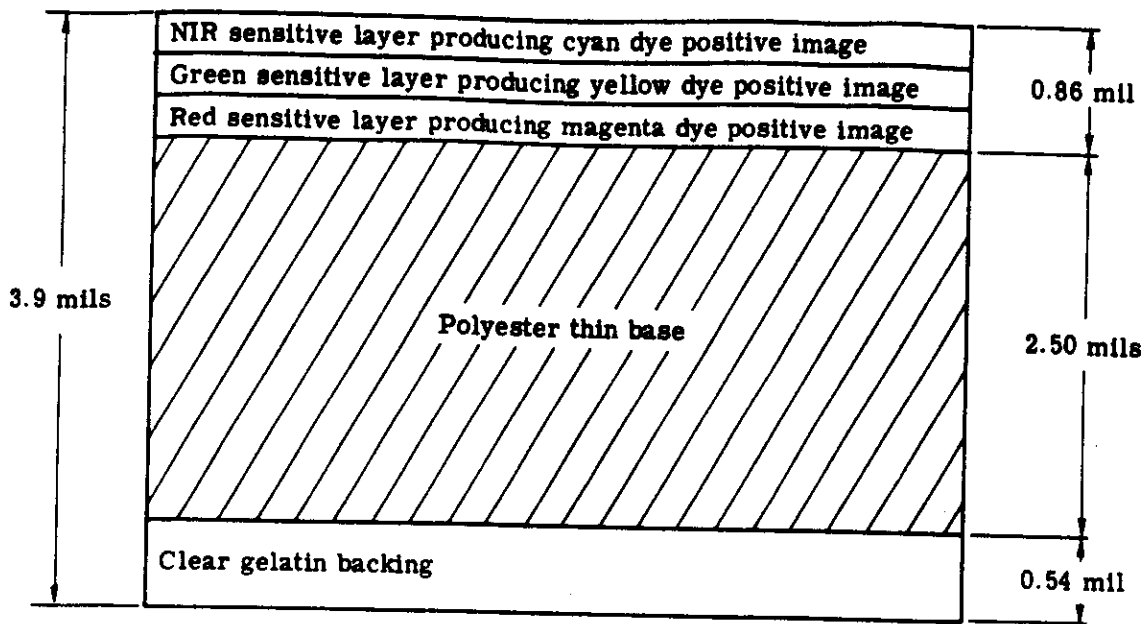 NIR sensitive layer producing cyan dye positive image
Green sensitive layer producing yellow dye positive image
Red sensitive layer producing magenta dye positive image
0.86 mil
3.9 mils
Polyester thin base
2.50 mils
Clear gelatin backing
0.54 mil